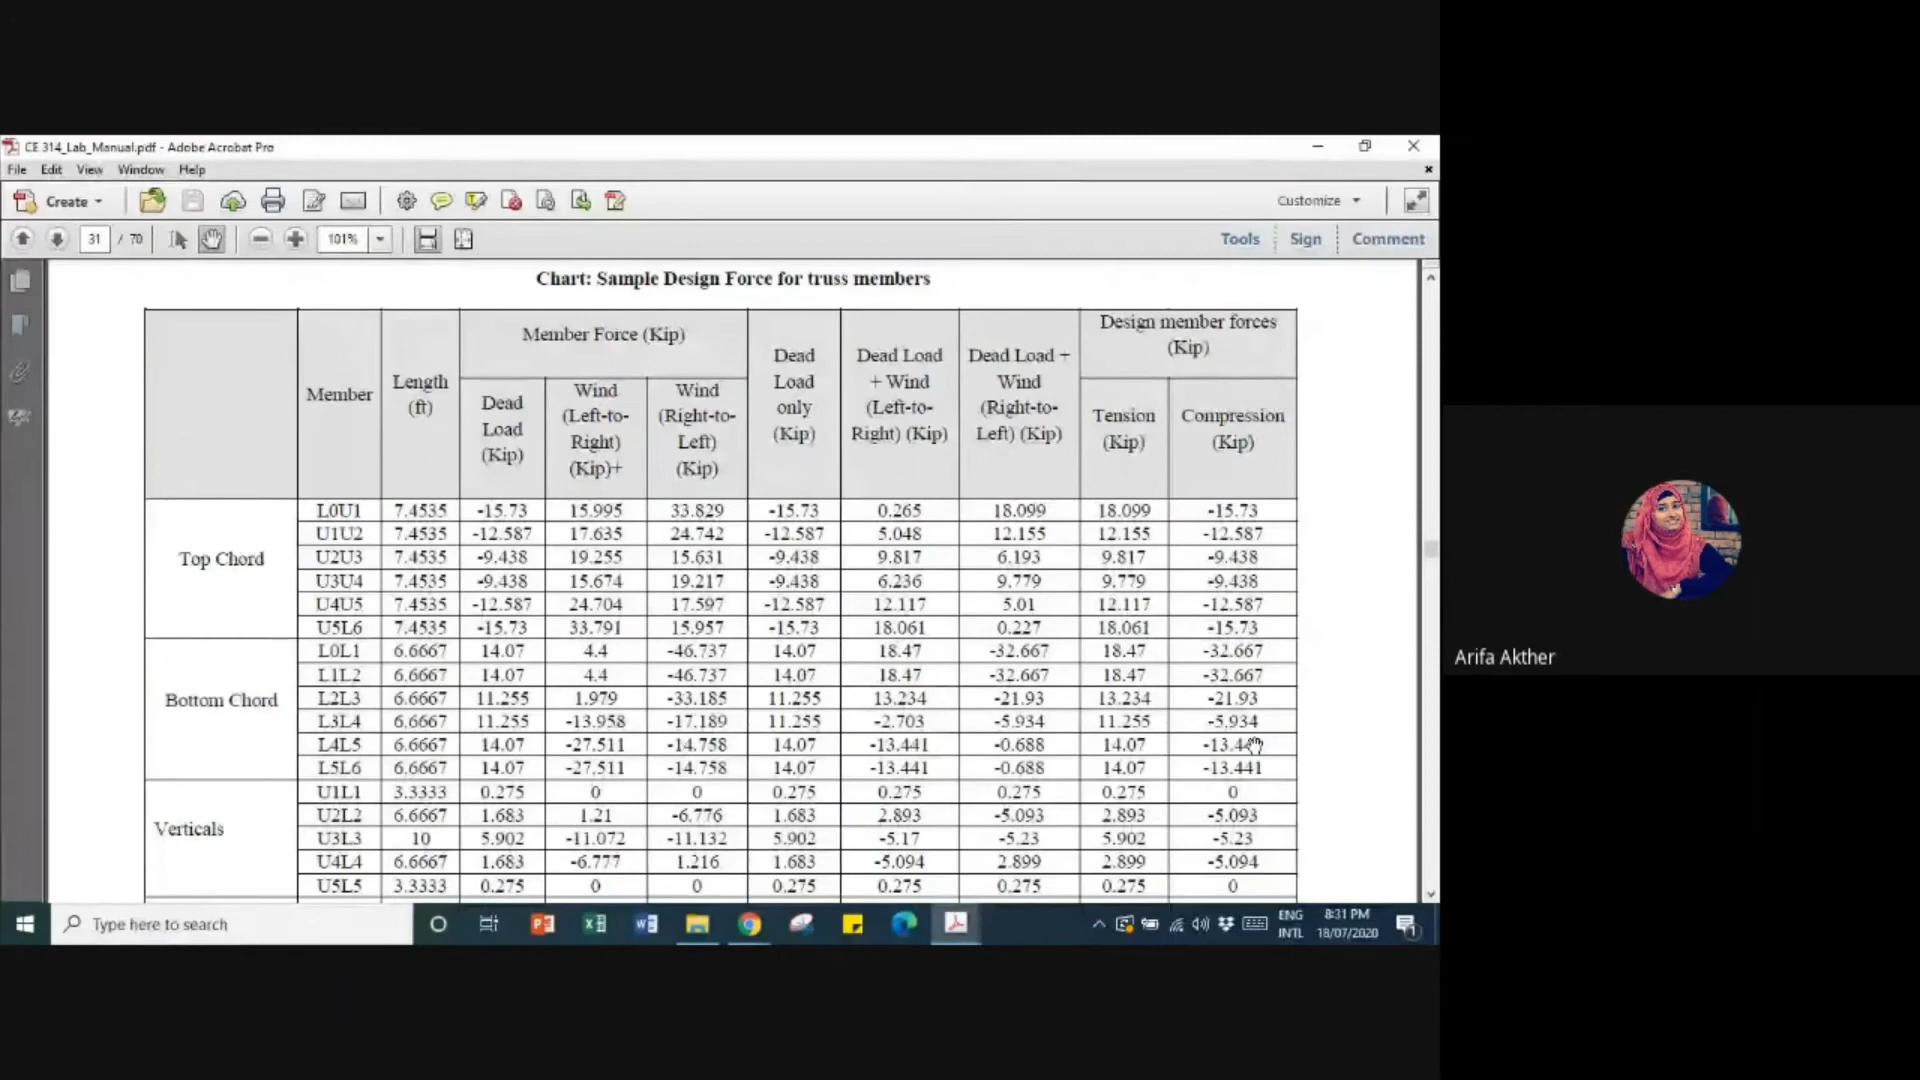 CE 314_Lab_Manual.pdf - Adobe Acrobat Pro
File Edit View Window Help
Create Customize
31 / 70 101% Tools Sign Comment
Chart: Sample Design Force for truss members
Member Length (ft) Member Force (Kip) Dead Load only (Kip) Dead Load + Wind (Left-to-Right) (Kip) Dead Load + Wind (Right-to-Left) (Kip) Design member forces (Kip)
Dead Load (Kip) Wind (Left-to-Right) (Kip)+ Wind (Right-to-Left) (Kip) Tension (Kip) Compression (Kip)
Top Chord
L0U1 7.4535 -15.73 15.995 33.829 -15.73 0.265 18.099 18.099 -15.73
U1U2 7.4535 -12.587 17.635 24.742 -12.587 5.048 12.155 12.155 -12.587
U2U3 7.4535 -9.438 19.255 15.631 -9.438 9.817 6.193 9.817 -9.438
U3U4 7.4535 -9.438 15.674 19.217 -9.438 6.236 9.779 9.779 -9.438
U4U5 7.4535 -12.587 24.704 17.597 -12.587 12.117 5.01 12.117 -12.587
U5L6 7.4535 -15.73 33.791 15.957 -15.73 18.061 0.227 18.061 -15.73
Bottom Chord
L0L1 6.6667 14.07 4.4 -46.737 14.07 18.47 -32.667 18.47 -32.667
L1L2 6.6667 14.07 4.4 -46.737 14.07 18.47 -32.667 18.47 -32.667
L2L3 6.6667 11.255 1.979 -33.185 11.255 13.234 -21.93 13.234 -21.93
L3L4 6.6667 11.255 -13.958 -17.189 11.255 -2.703 -5.934 11.255 -5.934
L4L5 6.6667 14.07 -27.511 -14.758 14.07 -13.441 -0.688 14.07
L5L6 6.6667 14.07 -27.511 -14.758 14.07 -13.441 -0.688 14.07 -13.441
Verticals
U1L1 3.3333 0.275 0 0 0.275 0.275 0.275 0.275 0
U2L2 6.6667 1.683 1.21 -6.776 1.683 2.893 -5.093 2.893 -5.093
U3L3 10 5.902 -11.072 -11.132 5.902 -5.17 -5.23 5.902 -5.23
U4L4 6.6667 1.683 -6.777 1.216 1.683 -5.094 2.899 2.899 -5.094
U5L5 3.3333 0.275 0 0 0.275 0.275 0.275 0.275 0
Type here to search
ENG
INTL
8:31 PM
18/07/2020
Arifa Akther